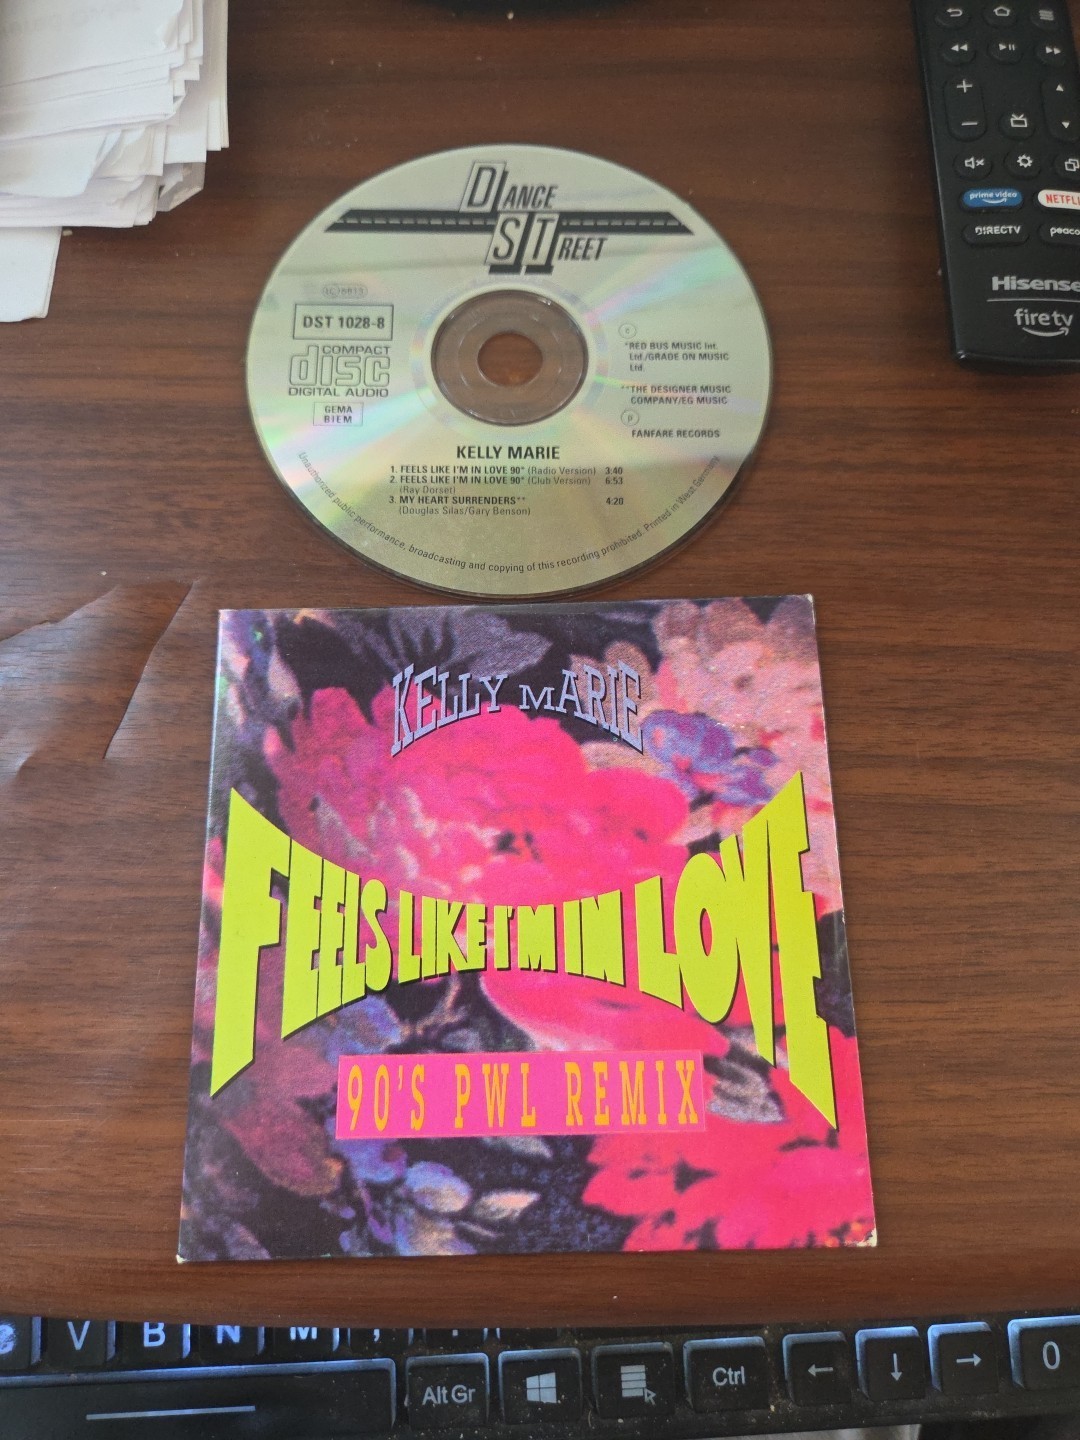 DANCE
STREET
LC 8813
DST 1028-8
COMPACT
disc
DIGITAL AUDIO
GEMA
BIEM
©
*RED BUS MUSIC Int.
Ltd./GRADE ON MUSIC
Ltd.
**THE DESIGNER MUSIC
COMPANY/EG MUSIC
℗
FANFARE RECORDS
KELLY MARIE
1. FEELS LIKE I'M IN LOVE 90* (Radio Version) 3:40
2. FEELS LIKE I'M IN LOVE 90* (Club Version) 6:53
(Ray Dorset)
3. MY HEART SURRENDERS** 4:20
(Douglas Silas/Gary Benson)
Unauthorized public performance, broadcasting and copying of this recording prohibited. Printed in West Germany
KELLY MARIE
FEELS LIKE I'M IN LOVE
90'S PWL REMIX
prime video
NETFLI
DIRECTV
peaco
Hisense
firetv
V B N M , .
Alt Gr
Ctrl
← ↓ → 0